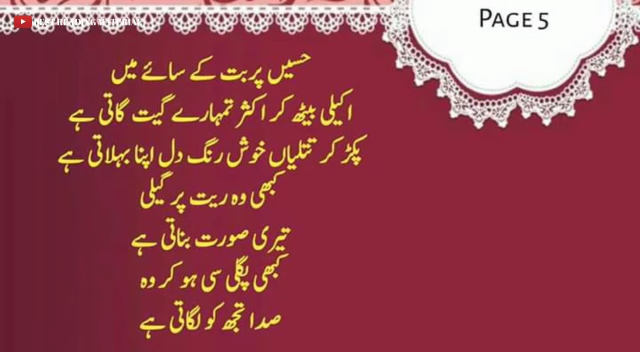 PAGE 5
حسیں پربت کے سائے میں
اکیلی بیٹھ کر اکثر تمہارے گیت گاتی ہے
پکڑ کر تتلیاں خوش رنگ دل اپنا بہلاتی ہے
کبھی وہ ریت پر گیلی
تیری صورت بناتی ہے
کبھی پگلی سی ہو کر وہ
صدا تجھ کو لگاتی ہے